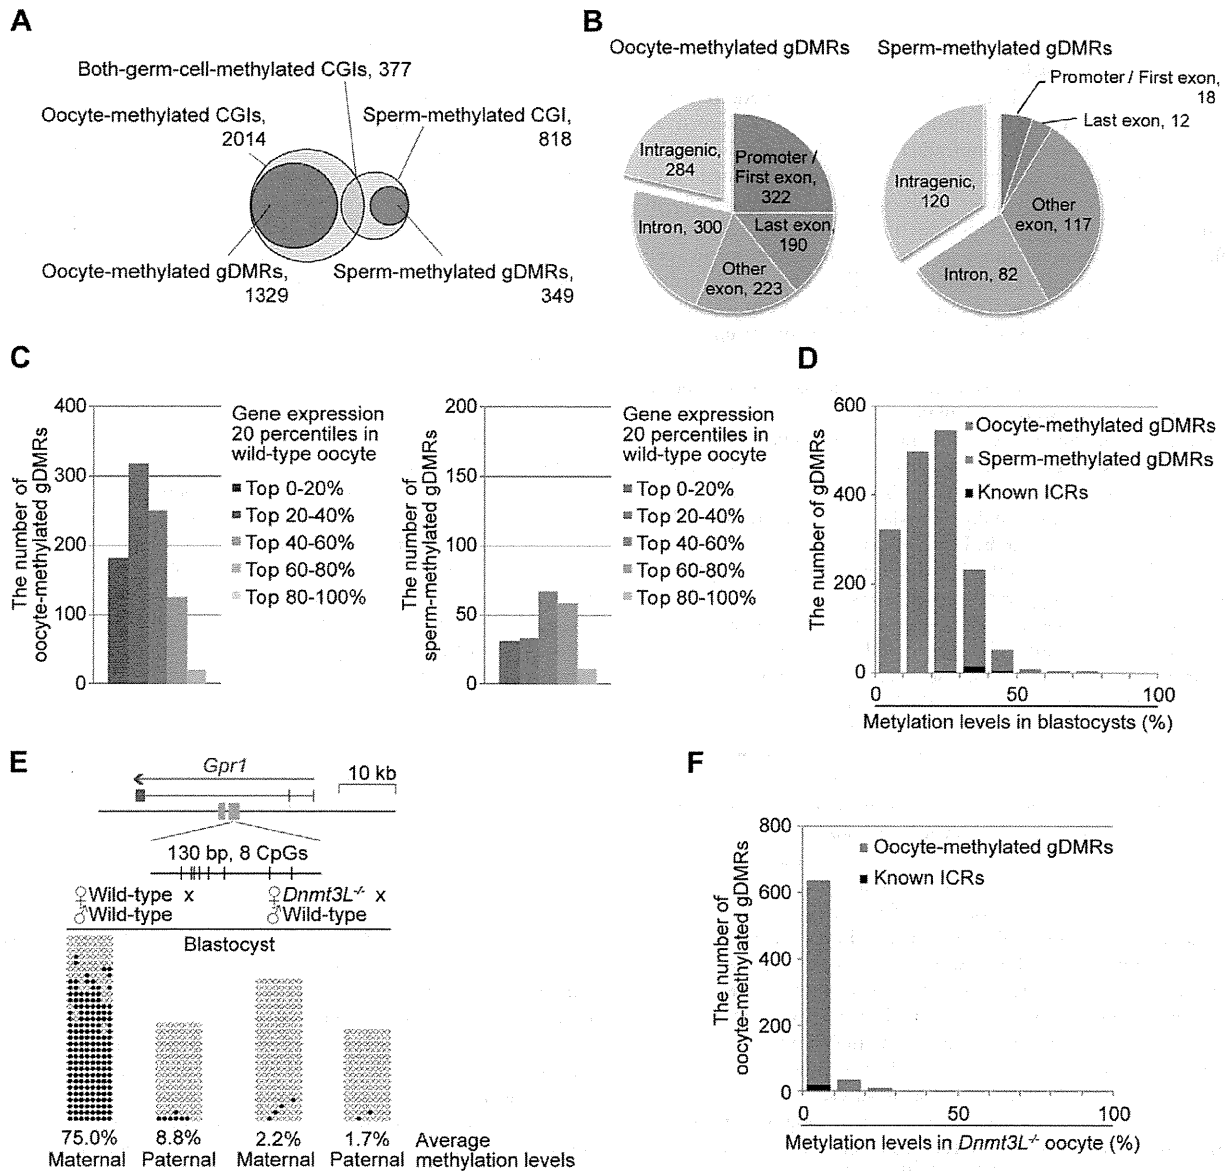 A
Both-germ-cell-methylated CGIs, 377
Oocyte-methylated CGIs,
2014
Sperm-methylated CGI,
818
Oocyte-methylated gDMRs,
1329
Sperm-methylated gDMRs,
349
B
Oocyte-methylated gDMRs
Intragenic,
284
Promoter /
First exon,
322
Intron, 300
Last exon,
190
Other
exon, 223
Sperm-methylated gDMRs
Promoter / First exon,
18
Last exon, 12
Intragenic,
120
Other
exon, 117
Intron, 82
C
The number of
oocyte-methylated gDMRs
400
300
200
100
0
Gene expression
20 percentiles in
wild-type oocyte
Top 0-20%
Top 20-40%
Top 40-60%
Top 60-80%
Top 80-100%
The number of
sperm-methylated gDMRs
200
150
100
50
0
Gene expression
20 percentiles in
wild-type oocyte
Top 0-20%
Top 20-40%
Top 40-60%
Top 60-80%
Top 80-100%
D
The number of gDMRs
600
400
200
0
Oocyte-methylated gDMRs
Sperm-methylated gDMRs
Known ICRs
0 50 100
Metylation levels in blastocysts (%)
E
Gpr1
10 kb
130 bp, 8 CpGs
♀Wild-type x
♂Wild-type
♀Dnmt3L-/- x
♂Wild-type
Blastocyst
75.0% 8.8% 2.2% 1.7% Average
Maternal Paternal Maternal Paternal methylation levels
F
The number of
oocyte-methylated gDMRs
800
600
400
200
0
Oocyte-methylated gDMRs
Known ICRs
0 50 100
Metylation levels in Dnmt3L-/- oocyte (%)